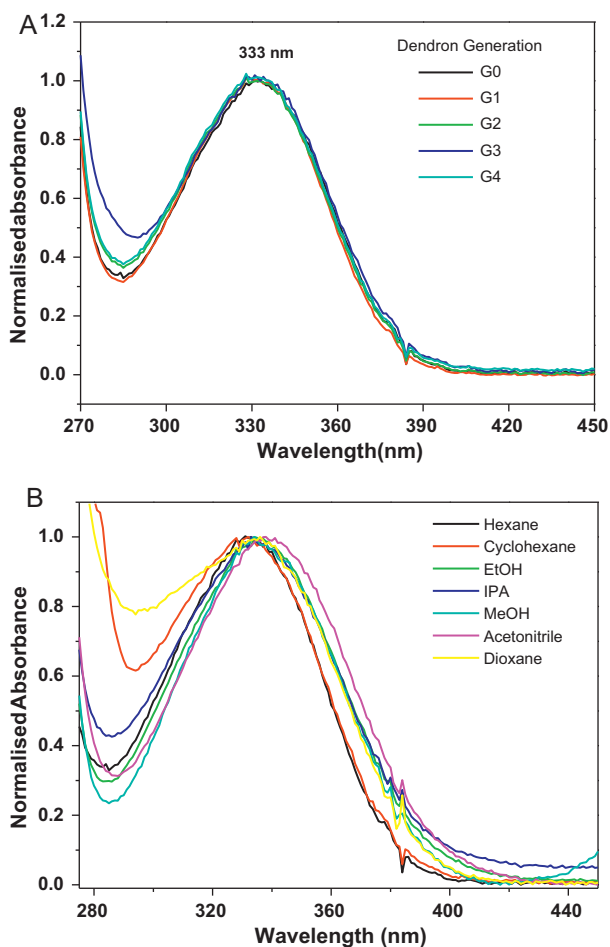 A
333 nm
Dendron Generation
G0
G1
G2
G3
G4
Normalised absorbance
1.2
1.0
0.8
0.6
0.4
0.2
0.0
270 300 330 360 390 420 450
Wavelength(nm)
B
Hexane
Cyclohexane
EtOH
IPA
MeOH
Acetonitrile
Dioxane
Normalised Absorbance
1.0
0.8
0.6
0.4
0.2
0.0
280 320 360 400 440
Wavelength (nm)